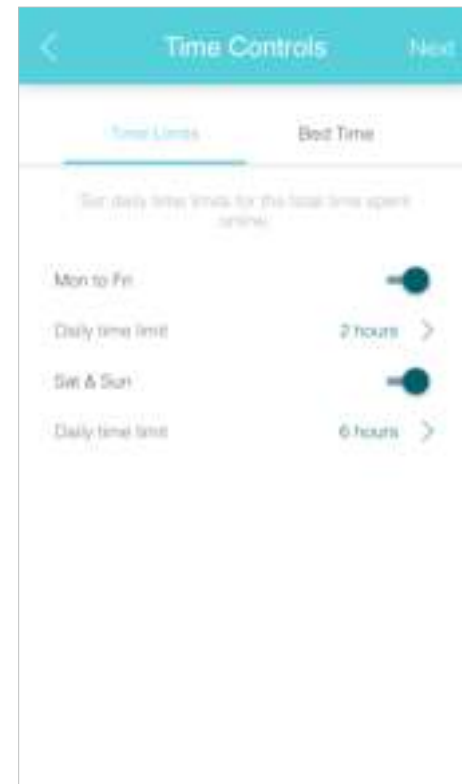 Time Controls Next
Time Limits Bed Time
Set daily time limits for the total time spent
online.
Mon to Fri
Daily time limit 2 hours
Sat & Sun
Daily time limit 6 hours